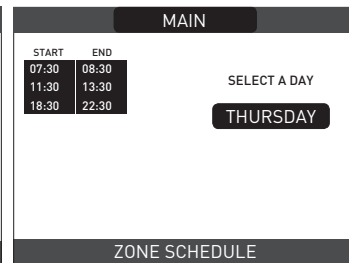 MAIN
START END
07:30 08:30
11:30 13:30
18:30 22:30
SELECT A DAY
THURSDAY
ZONE SCHEDULE